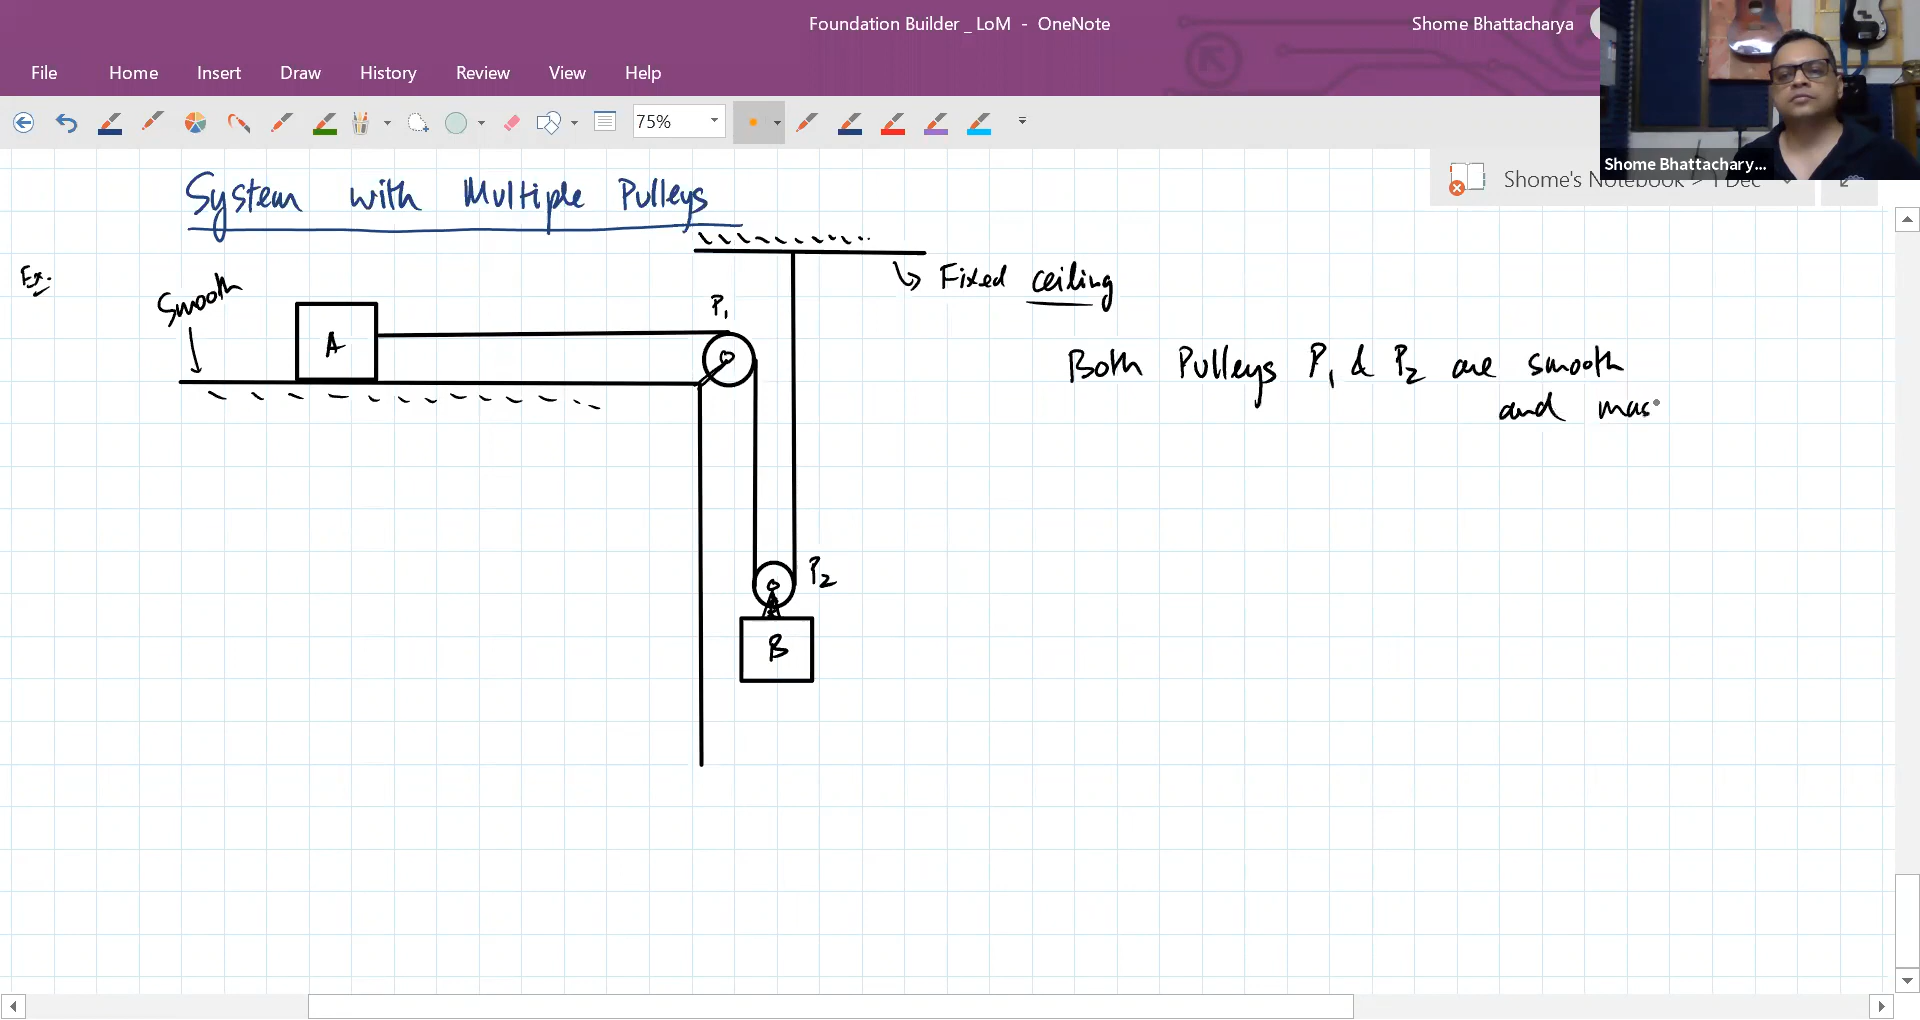 Foundation Builder _ LoM - OneNote
Shome Bhattacharya
File Home Insert Draw History Review View Help
75%
Shome Bhattachary...
Shome's Notebook > 1 Dec
System with Multiple Pulleys
Ex.
Smooth
Fixed ceiling
P1
A
Both Pulleys P1 & P2 are smooth
and mas
P2
B